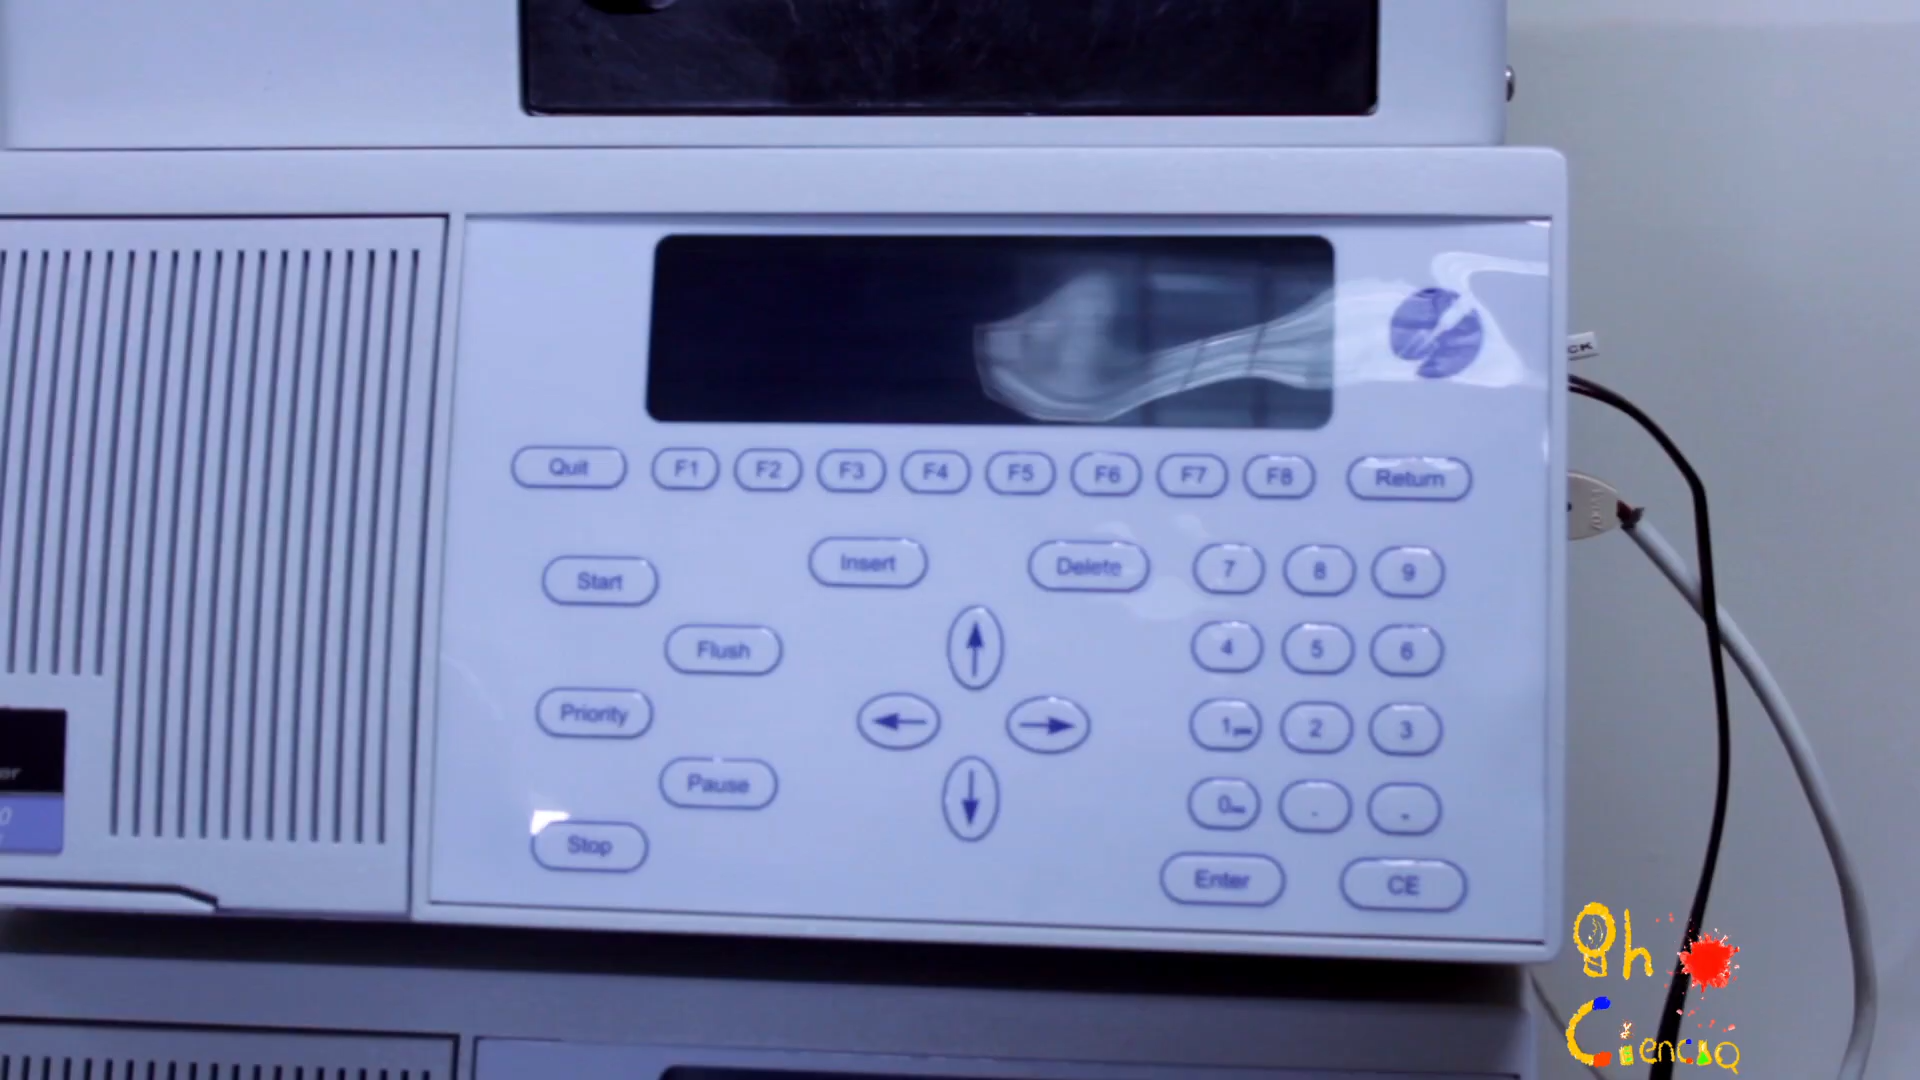 CK
Quit F1 F2 F3 F4 F5 F6 F7 F8 Return
Insert Delete 7 8 9
Start
Flush 4 5 6
Priority 1 2 3
Pause 0 . -
Stop
Enter CE
Oh
Ciencia